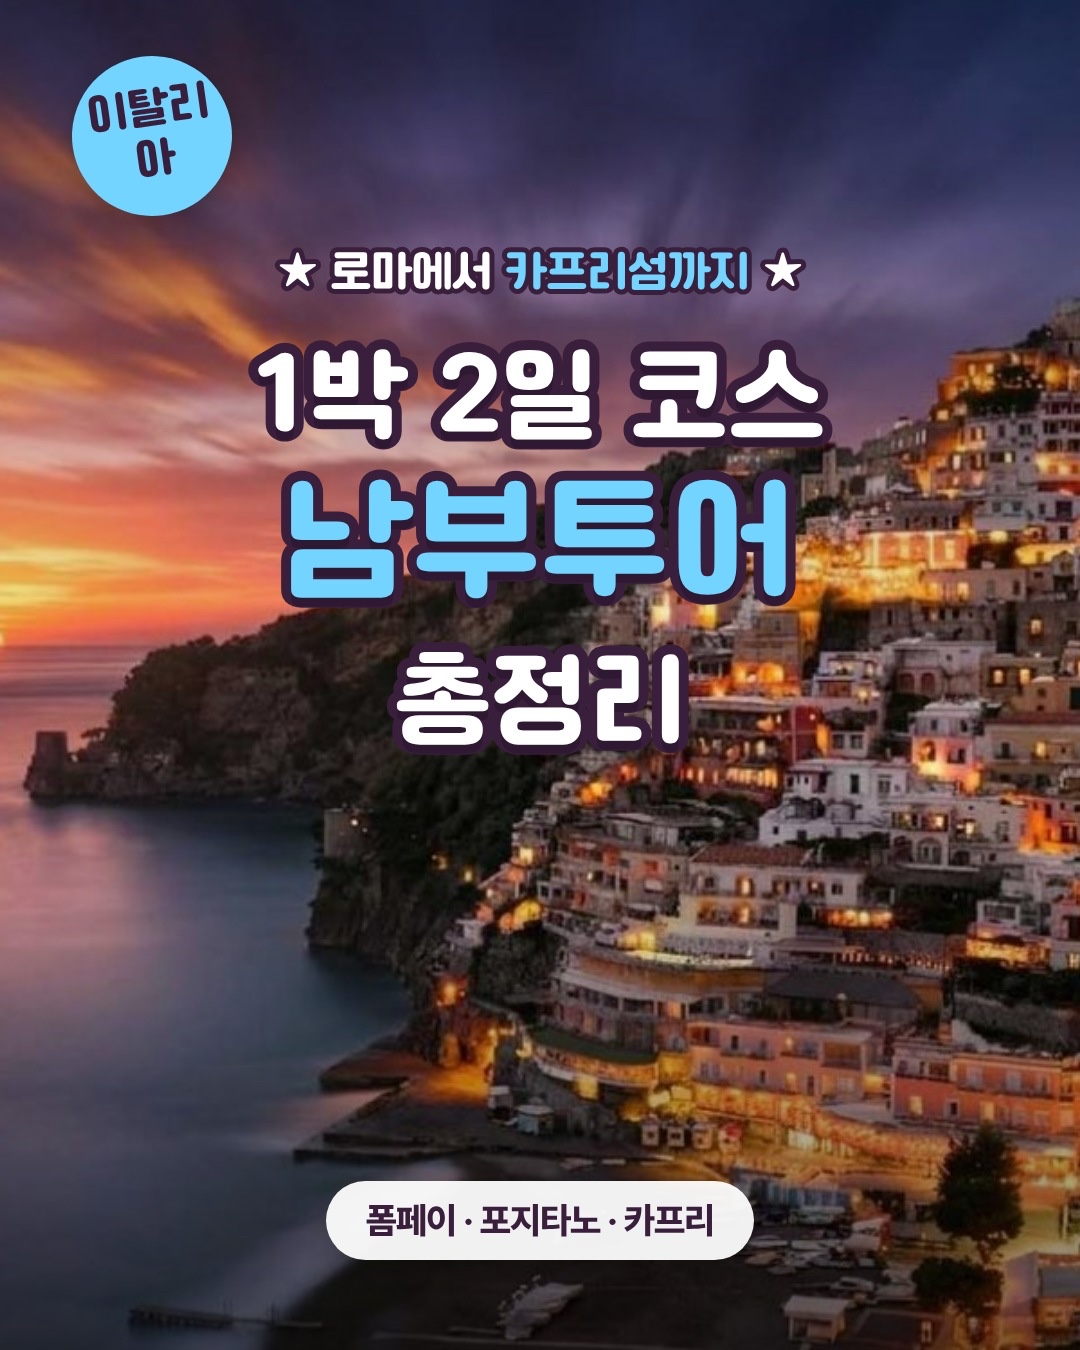 이탈리
아
★ 로마에서 카프리섬까지 ★
1박 2일 코스
남부투어
총정리
폼페이 · 포지타노 · 카프리